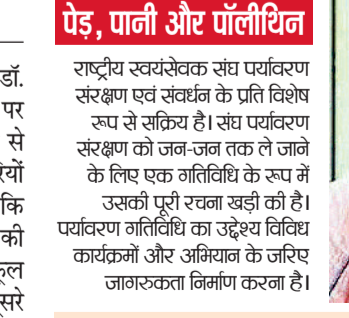 पेड़, पानी और पॉलीथिन
राष्ट्रीय स्वयंसेवक संघ पर्यावरण
संरक्षण एवं संवर्धन के प्रति विशेष
रूप से सक्रिय है। संघ पर्यावरण
संरक्षण को जन-जन तक ले जाने
के लिए एक गतिविधि के रूप में
उसकी पूरी रचना खड़ी की है।
पर्यावरण गतिविधि का उद्देश्य विविध
कार्यक्रमों और अभियान के जरिए
जागरुकता निर्माण करना है।
डॉ.
पर
से
कि
की